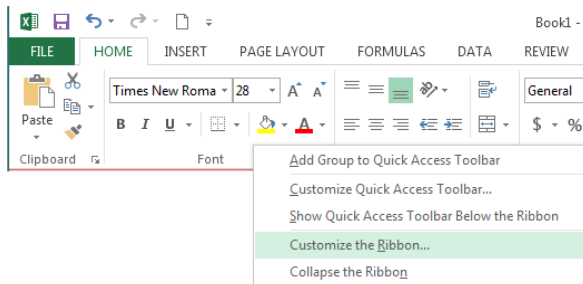 Book1 -
FILE HOME INSERT PAGE LAYOUT FORMULAS DATA REVIEW
Times New Roma 28 A A General
Paste B I U A $ %
Clipboard Font
Add Group to Quick Access Toolbar
Customize Quick Access Toolbar...
Show Quick Access Toolbar Below the Ribbon
Customize the Ribbon...
Collapse the Ribbon